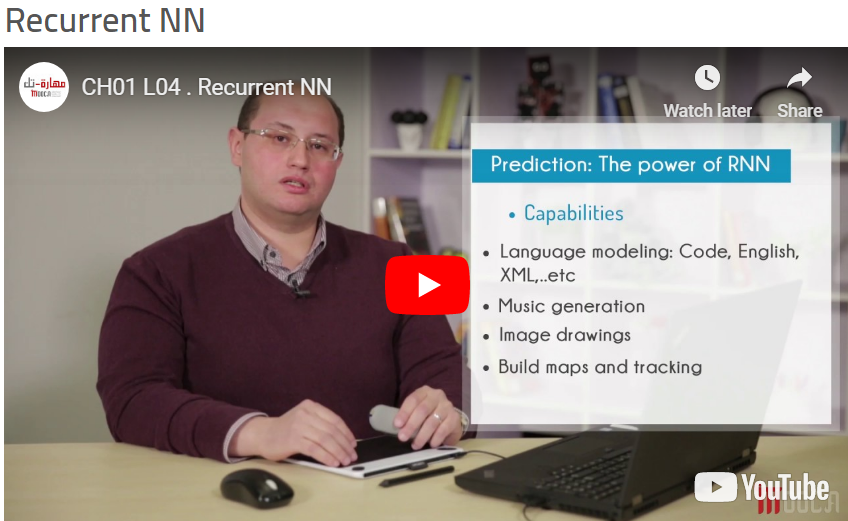 Recurrent NN
مهارة-تك
CH01 L04 . Recurrent NN
Watch later
Share
Prediction: The power of RNN
• Capabilities
• Language modeling: Code, English,
XML,..etc
• Music generation
• Image drawings
• Build maps and tracking
YouTube